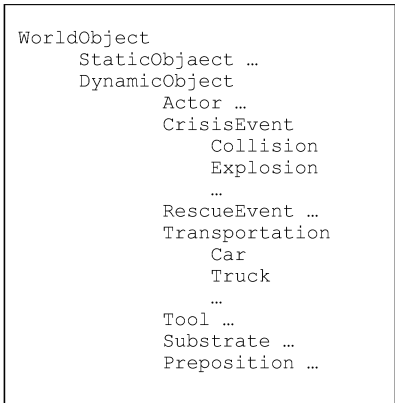 WorldObject
StaticObjaect …
DynamicObject
Actor …
CrisisEvent
Collision
Explosion
…
RescueEvent …
Transportation
Car
Truck
…
Tool …
Substrate …
Preposition …